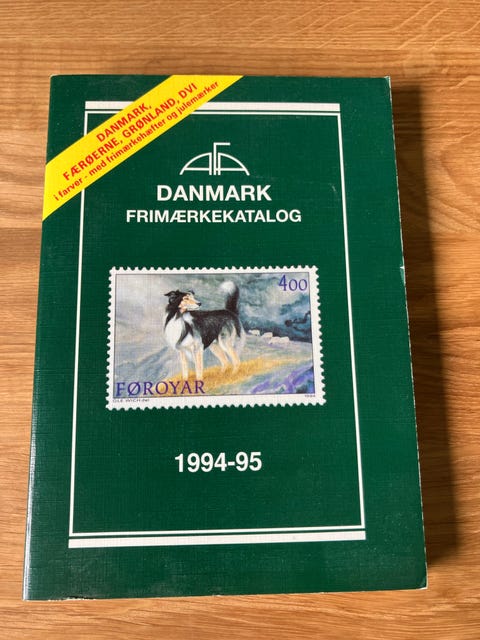 DANMARK,
FÆRØERNE, GRØNLAND, DVI
i farver - med frimærkehæfter og julemærker
AFA
DANMARK
FRIMÆRKEKATALOG
400
FØROYAR
OLE WICH del. 1994
1994-95